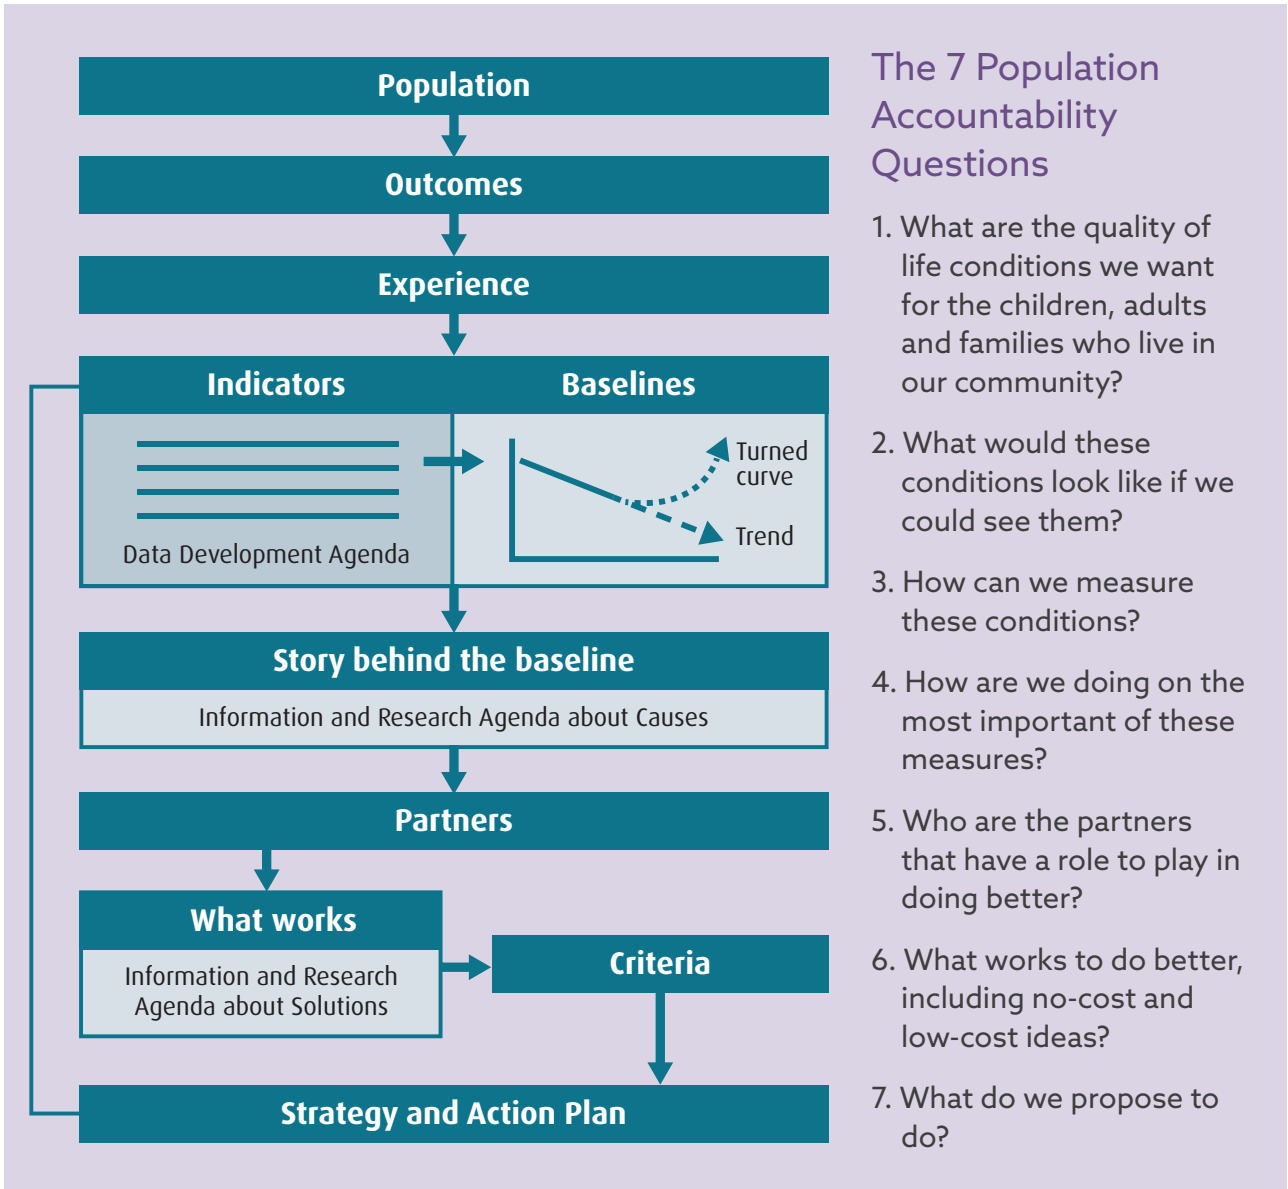 Population
Outcomes
Experience
Indicators
Baselines
Data Development Agenda
Turned
curve
Trend
Story behind the baseline
Information and Research Agenda about Causes
Partners
What works
Information and Research
Agenda about Solutions
Criteria
Strategy and Action Plan
The 7 Population
Accountability
Questions
1. What are the quality of
life conditions we want
for the children, adults
and families who live in
our community?
2. What would these
conditions look like if we
could see them?
3. How can we measure
these conditions?
4. How are we doing on the
most important of these
measures?
5. Who are the partners
that have a role to play in
doing better?
6. What works to do better,
including no-cost and
low-cost ideas?
7. What do we propose to
do?